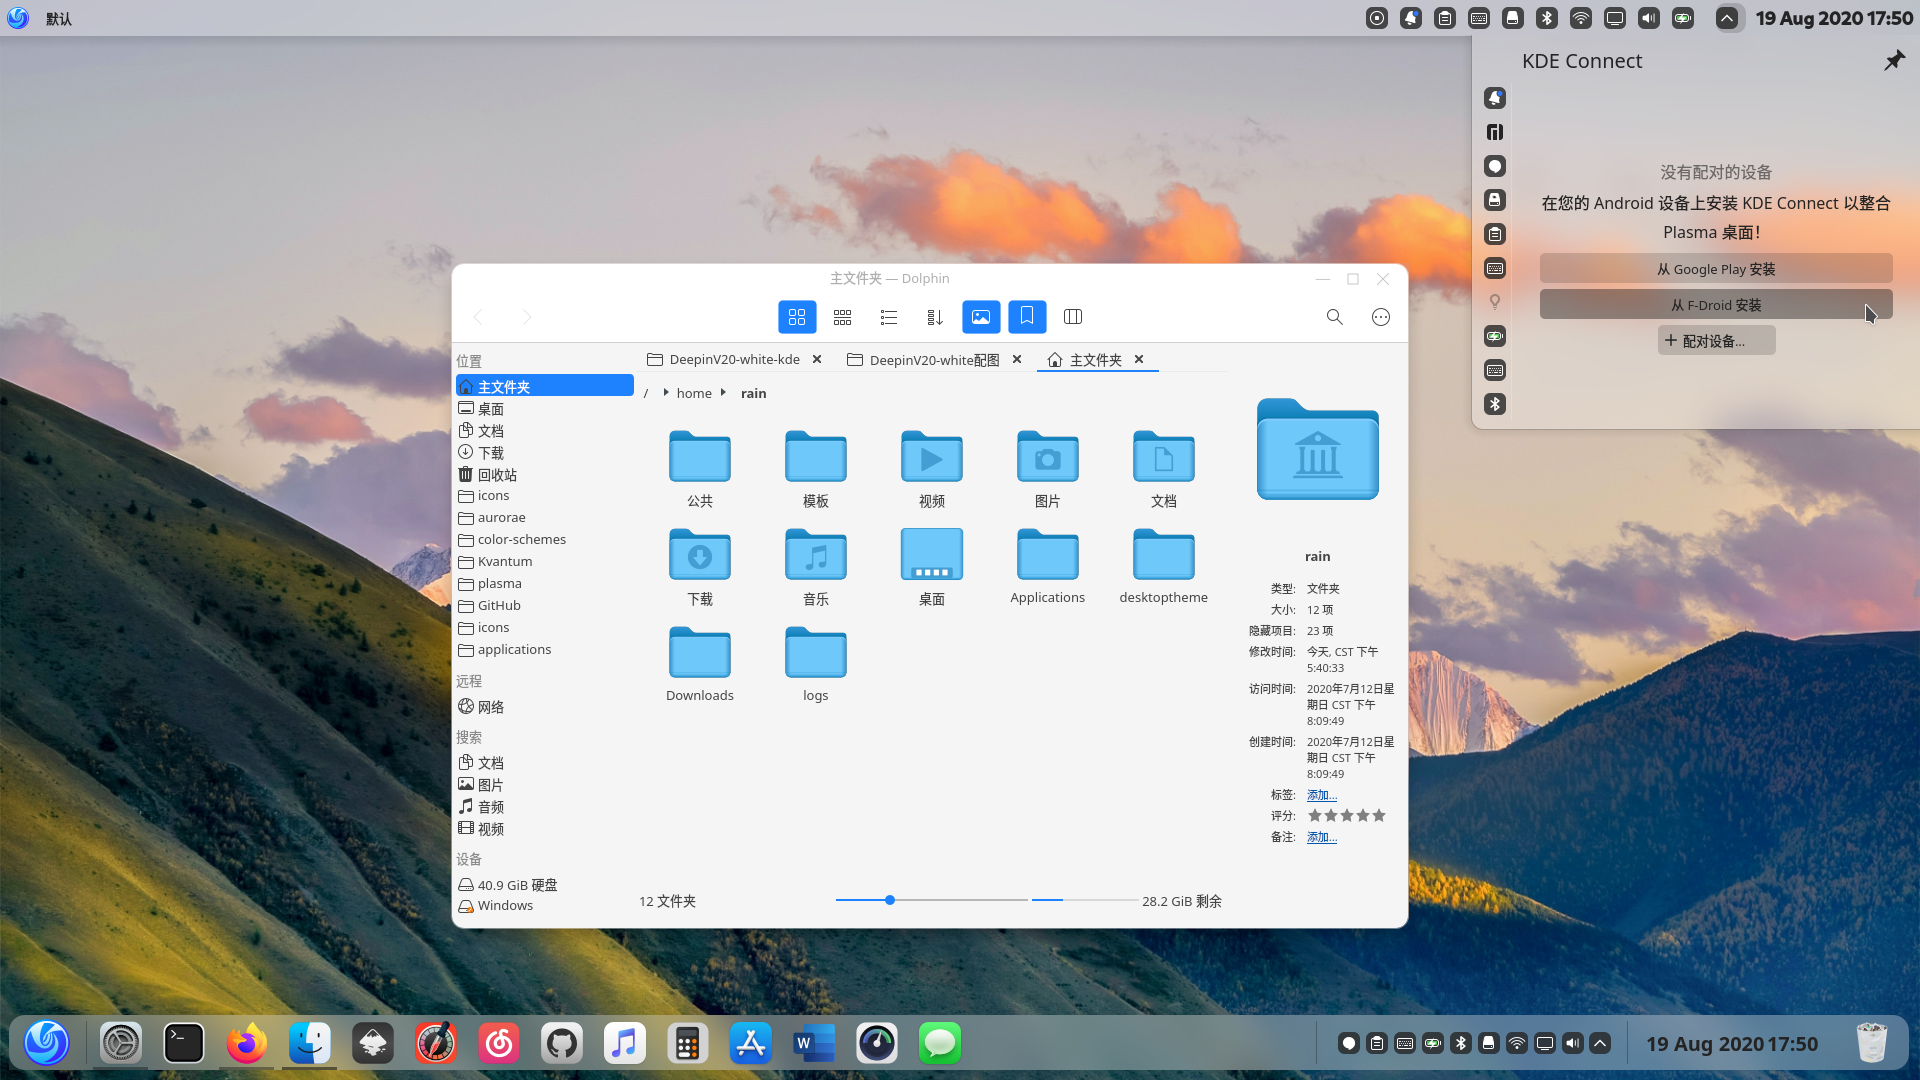 默认
19 Aug 2020 17:50
KDE Connect
没有配对的设备
在您的 Android 设备上安装 KDE Connect 以整合
Plasma 桌面！
从 Google Play 安装
从 F-Droid 安装
配对设备...
主文件夹 — Dolphin
位置
主文件夹
桌面
文档
下载
回收站
icons
aurorae
color-schemes
Kvantum
plasma
GitHub
icons
applications
远程
网络
搜索
文档
图片
音频
视频
设备
40.9 GiB 硬盘
Windows
DeepinV20-white-kde
DeepinV20-white配图
主文件夹
/ home rain
公共
模板
视频
图片
文档
下载
音乐
桌面
Applications
desktoptheme
Downloads
logs
12 文件夹
28.2 GiB 剩余
rain
类型: 文件夹
大小: 12 项
隐藏项目: 23 项
修改时间: 今天, CST 下午
5:40:33
访问时间: 2020年7月12日星
期日 CST 下午
8:09:49
创建时间: 2020年7月12日星
期日 CST 下午
8:09:49
标签: 添加...
评分:
备注: 添加...
W
19 Aug 2020 17:50